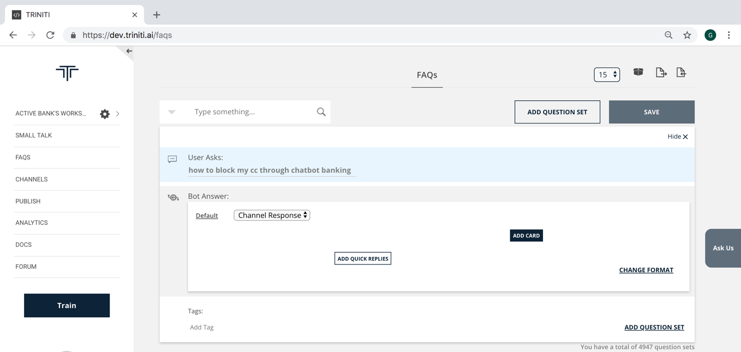 TRINITI
https://dev.triniti.ai/faqs
G
FAQs
15
ACTIVE BANK'S WORKS...
SMALL TALK
FAQS
CHANNELS
PUBLISH
ANALYTICS
DOCS
FORUM
Train
Type something...
ADD QUESTION SET
SAVE
Hide X
User Asks:
how to block my cc through chatbot banking
Bot Answer:
Default
Channel Response
ADD CARD
ADD QUICK REPLIES
CHANGE FORMAT
Ask Us
Tags:
Add Tag
ADD QUESTION SET
You have a total of 4947 question sets